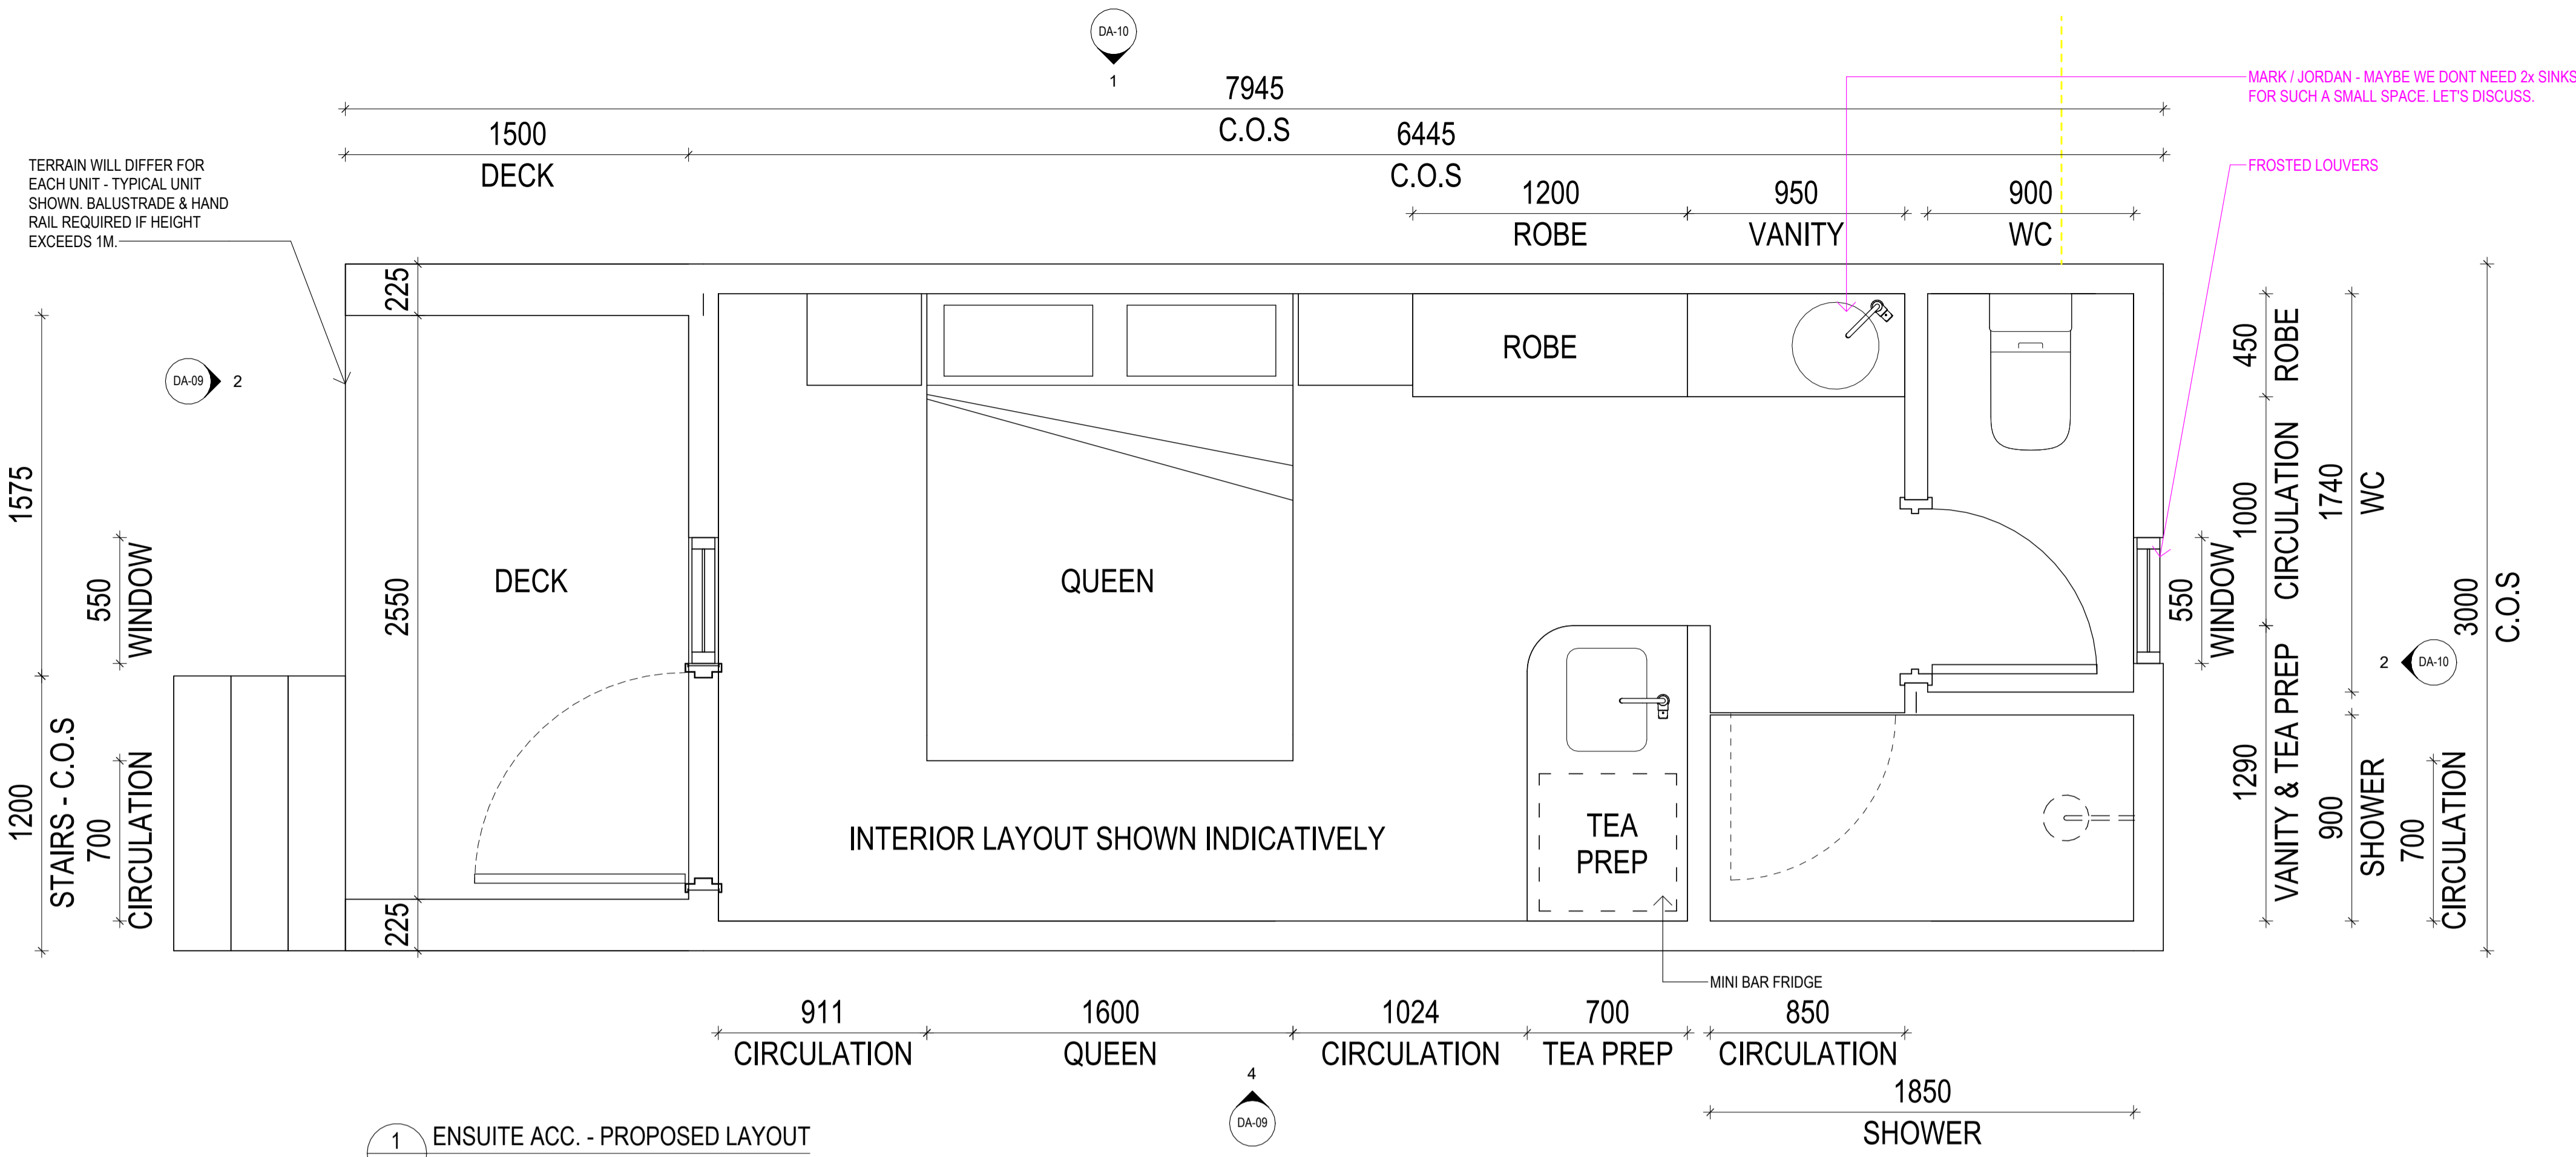 DA-10
1
7945
C.O.S
1500
DECK
6445
C.O.S
1200
ROBE
950
VANITY
900
WC
MARK / JORDAN - MAYBE WE DONT NEED 2x SINKS
FOR SUCH A SMALL SPACE. LET'S DISCUSS.
FROSTED LOUVERS
TERRAIN WILL DIFFER FOR
EACH UNIT - TYPICAL UNIT
SHOWN. BALUSTRADE & HAND
RAIL REQUIRED IF HEIGHT
EXCEEDS 1M.
DA-09
2
1575
1200
STAIRS - C.O.S
550
WINDOW
700
CIRCULATION
225
2550
225
DECK
QUEEN
ROBE
INTERIOR LAYOUT SHOWN INDICATIVELY
TEA
PREP
MINI BAR FRIDGE
550
WINDOW
450
ROBE
1000
CIRCULATION
1290
VANITY & TEA PREP
1740
WC
900
SHOWER
700
CIRCULATION
2
DA-10
3000
C.O.S
911
CIRCULATION
1600
QUEEN
1024
CIRCULATION
700
TEA PREP
850
CIRCULATION
1850
SHOWER
4
DA-09
1
ENSUITE ACC. - PROPOSED LAYOUT